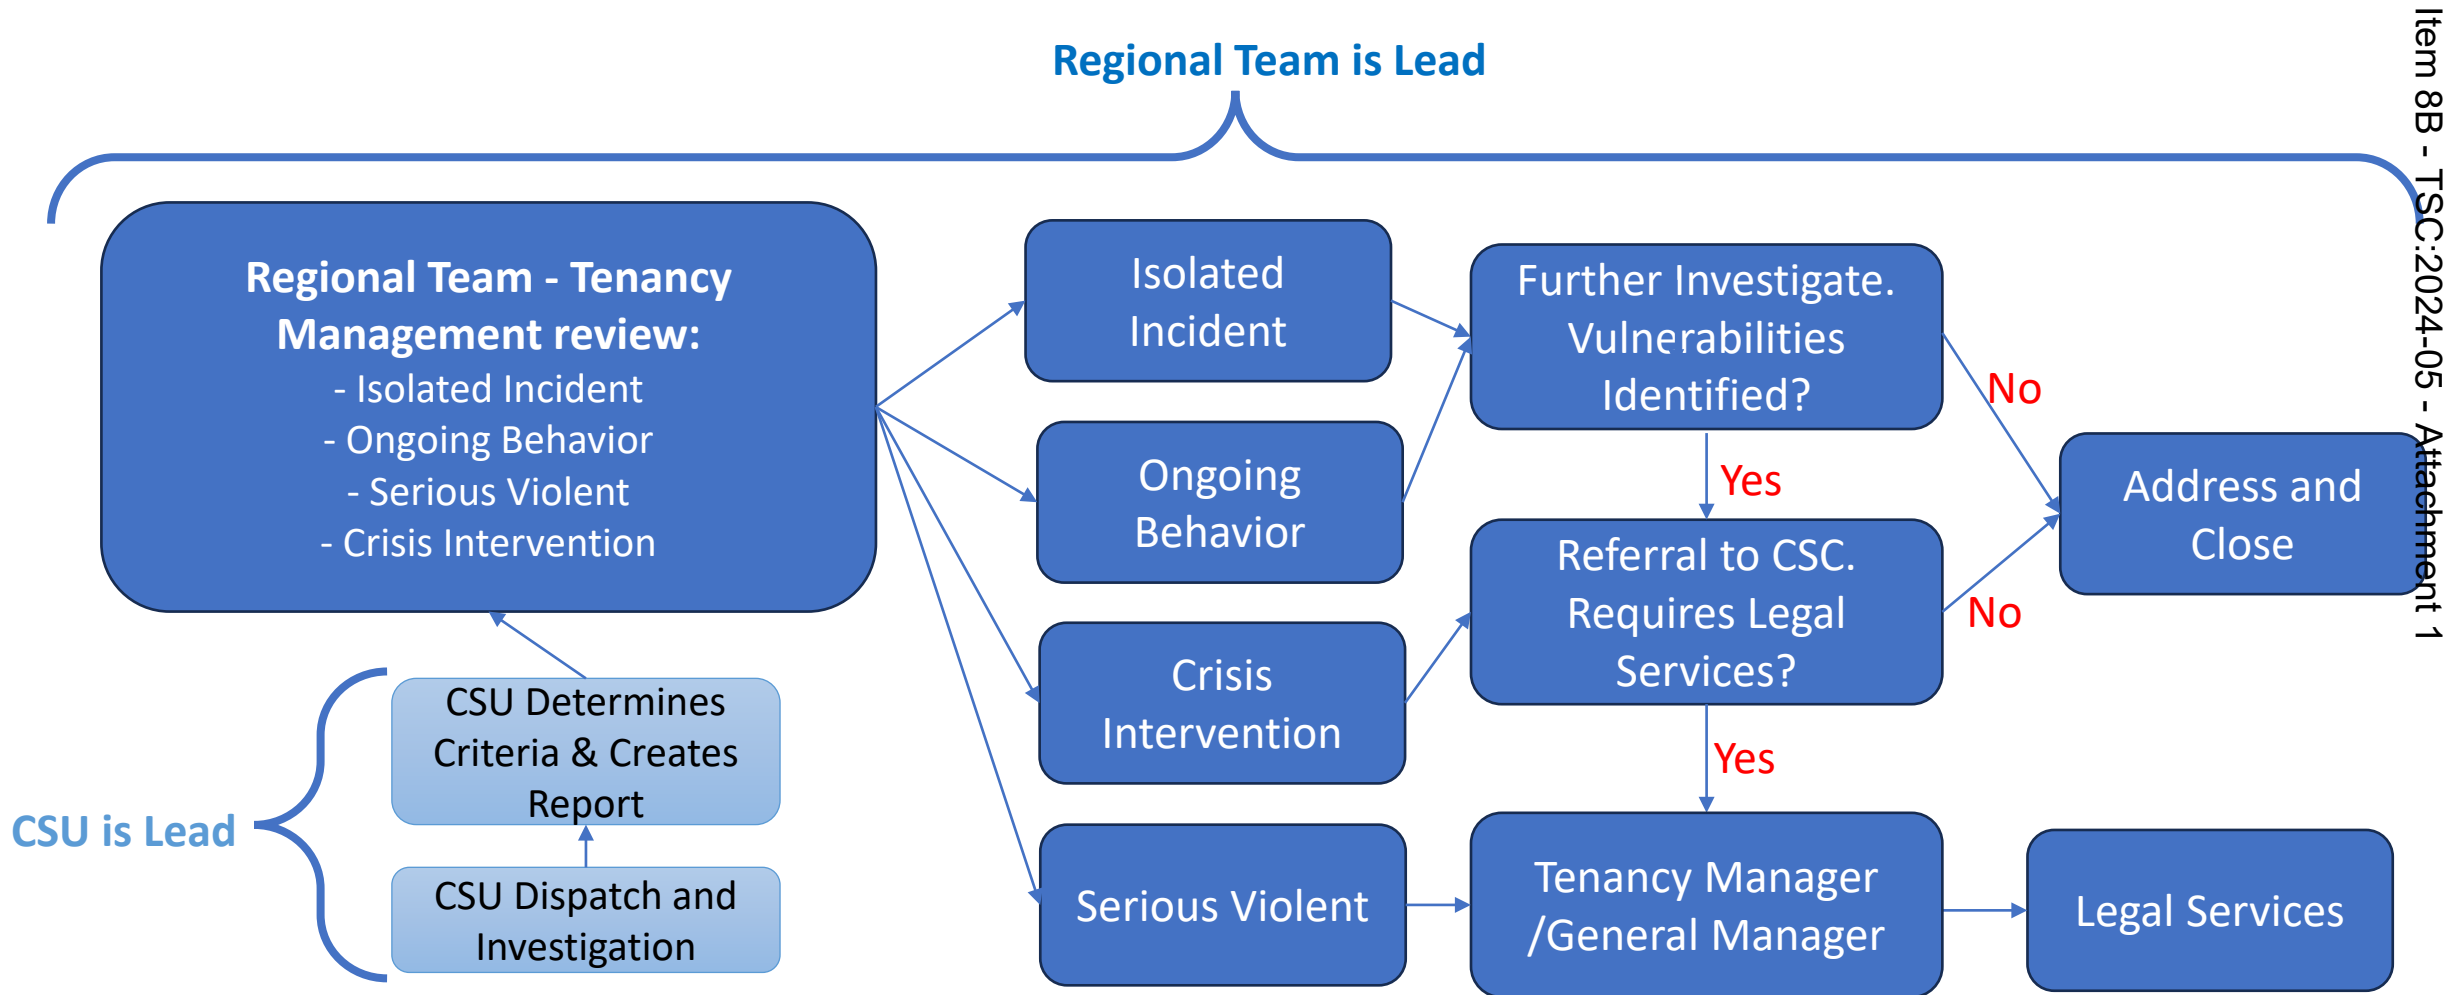 Item 8B - TSC:2024-05 - Attachment 1
Regional Team is Lead
Regional Team - Tenancy
Management review:
- Isolated Incident
- Ongoing Behavior
- Serious Violent
- Crisis Intervention
CSU is Lead
CSU Determines
Criteria & Creates
Report
CSU Dispatch and
Investigation
Isolated
Incident
Ongoing
Behavior
Crisis
Intervention
Serious Violent
Further Investigate.
Vulnerabilities
Identified?
No
Yes
Referral to CSC.
Requires Legal
Services?
No
Yes
Tenancy Manager
/General Manager
Address and
Close
Legal Services